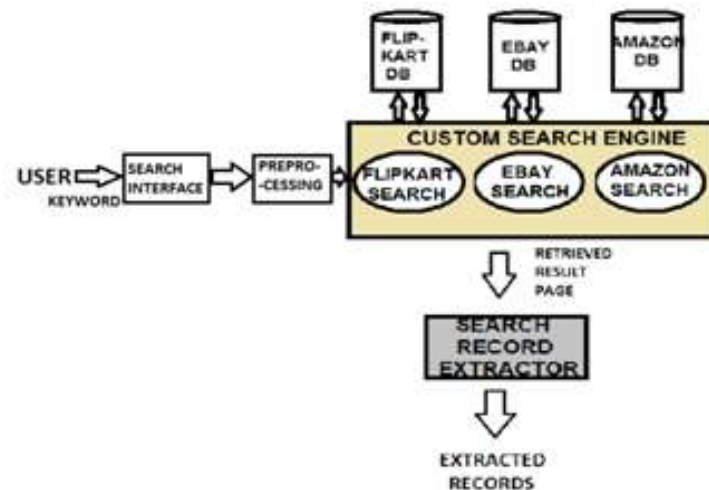 FLIP-
KART
DB
EBAY
DB
AMAZON
DB
CUSTOM SEARCH ENGINE
USER
KEYWORD
SEARCH
INTERFACE
PREPRO-
-CESSING
FLIPKART
SEARCH
EBAY
SEARCH
AMAZON
SEARCH
RETRIEVED
RESULT
PAGE
SEARCH
RECORD
EXTRACTOR
EXTRACTED
RECORDS